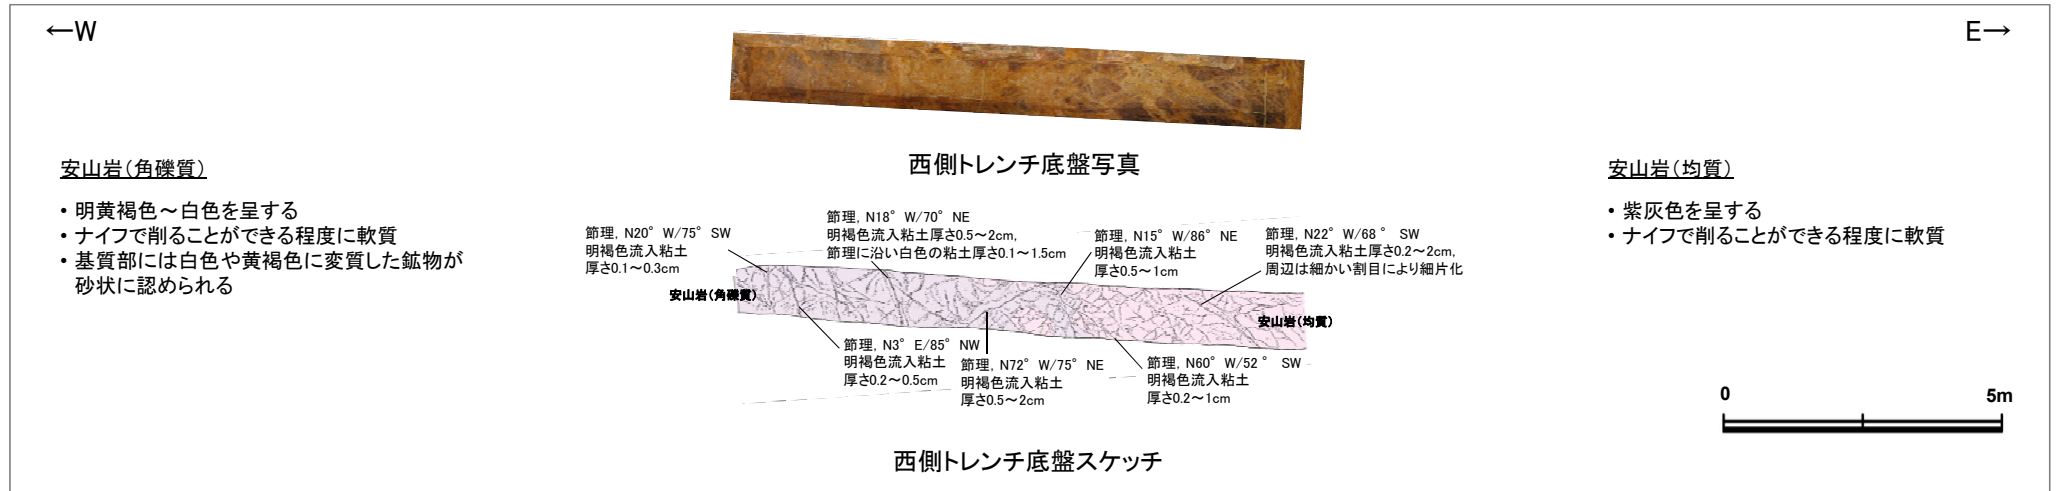 ←W
E→
西側トレンチ底盤写真
安山岩(角礫質)
・明黄褐色～白色を呈する
・ナイフで削ることができる程度に軟質
・基質部には白色や黄褐色に変質した鉱物が
砂状に認められる
安山岩(均質)
・紫灰色を呈する
・ナイフで削ることができる程度に軟質
節理, N20°W/75°SW
明褐色流入粘土
厚さ0.1～0.3cm
節理, N18°W/70°NE
明褐色流入粘土厚さ0.5～2cm,
節理に沿い白色の粘土厚さ0.1～1.5cm
節理, N15°W/86°NE
明褐色流入粘土
厚さ0.5～1cm
節理, N22°W/68°SW
明褐色流入粘土厚さ0.2～2cm,
周辺は細かい割目により細片化
安山岩(角礫質)
安山岩(均質)
節理, N3°E/85°NW
明褐色流入粘土
厚さ0.2～0.5cm
節理, N72°W/75°NE
明褐色流入粘土
厚さ0.5～2cm
節理, N60°W/52°SW
明褐色流入粘土
厚さ0.2～1cm
0 5m
西側トレンチ底盤スケッチ